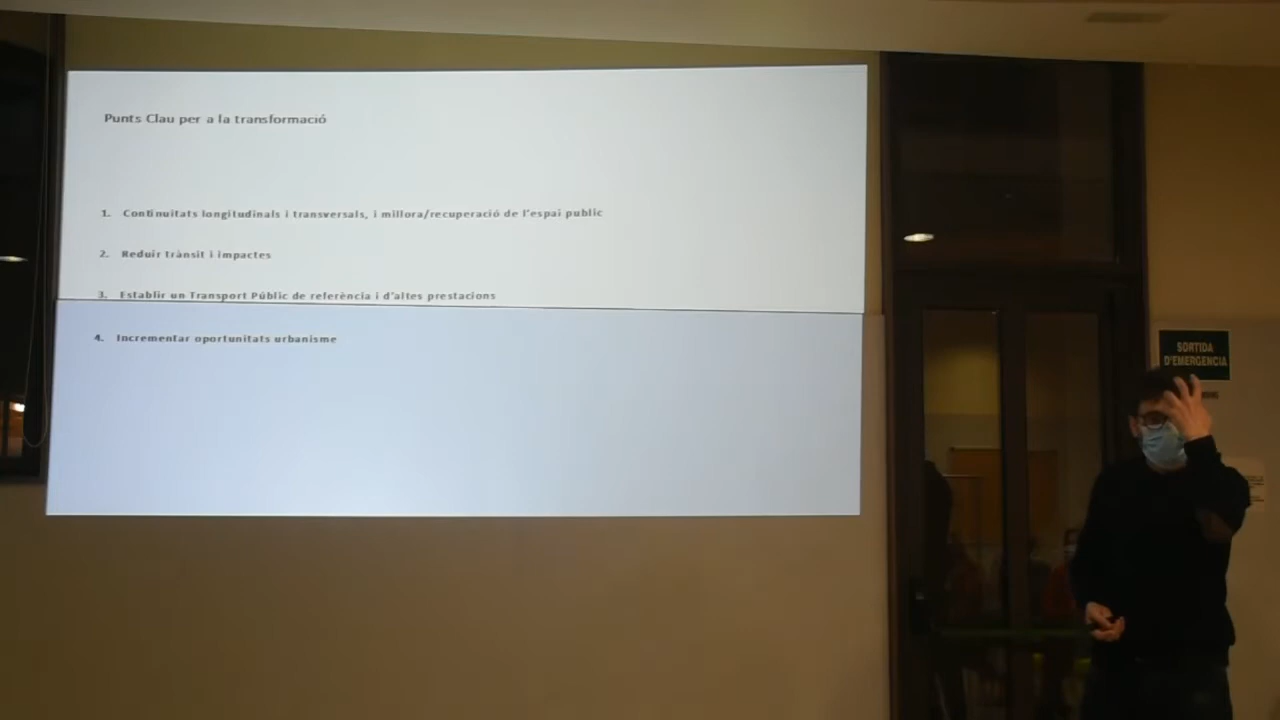 Punts Clau per a la transformació
1. Continuïtats longitudinals i transversals, i millora/recuperació de l'espai public
2. Reduir trànsit i impactes
3. Establir un Transport Públic de referència i d'altes prestacions
4. Incrementar oportunitats urbanisme
SORTIDA
D'EMERGENCIA